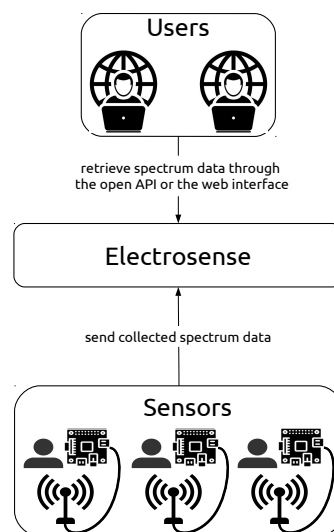 Users
retrieve spectrum data through
the open API or the web interface
Electrosense
send collected spectrum data
Sensors